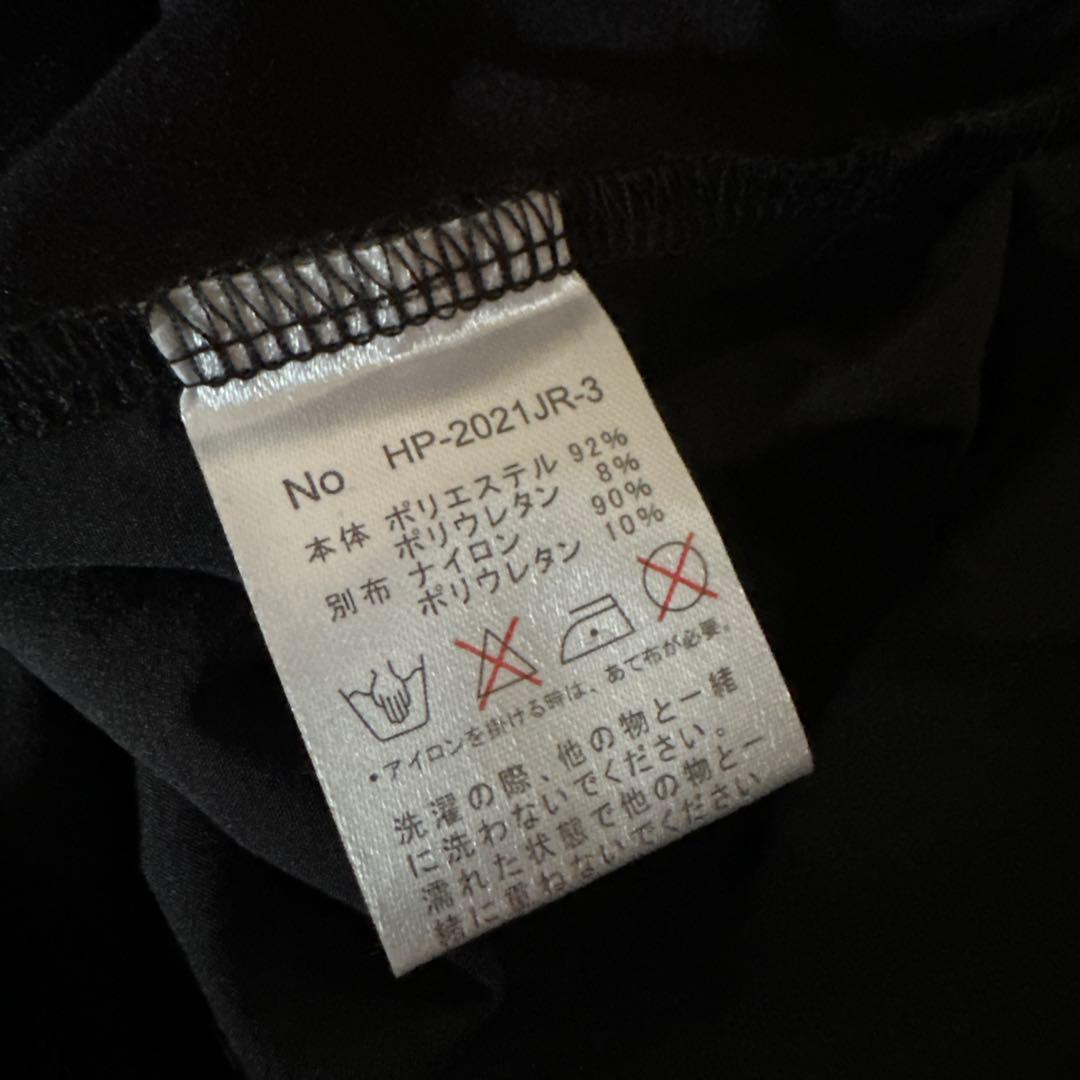 No HP-2021JR-3
本体 ポリエステル 92%
ポリウレタン 8%
別布 ナイロン 90%
ポリウレタン 10%
・アイロンを掛ける時は、あて布が必要。
洗濯の際、他の物と一緒
に洗わないでください。
濡れた状態で他の物と一
緒に重ねないでください